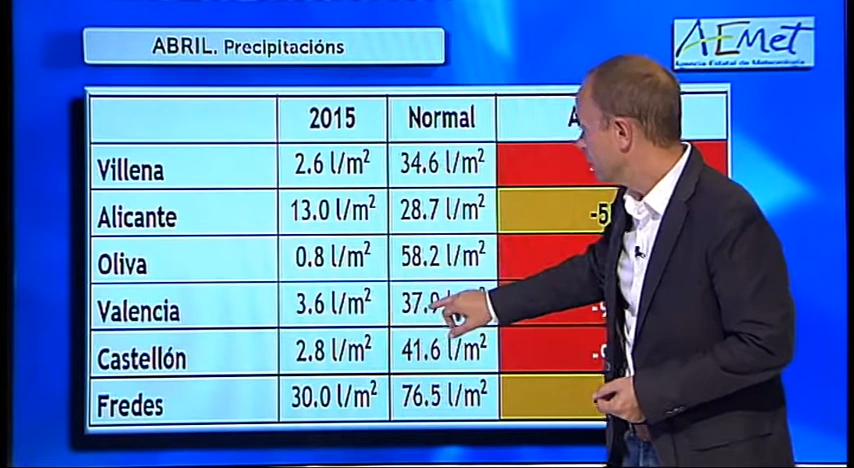 ABRIL. Precipitacións
AEMet
Agencia Estatal de Meteorología
2015 Normal
Villena 2.6 l/m² 34.6 l/m²
Alicante 13.0 l/m² 28.7 l/m²
Oliva 0.8 l/m² 58.2 l/m²
Valencia 3.6 l/m²
Castellón 2.8 l/m² 41.6 l/m²
Fredes 30.0 l/m² 76.5 l/m²